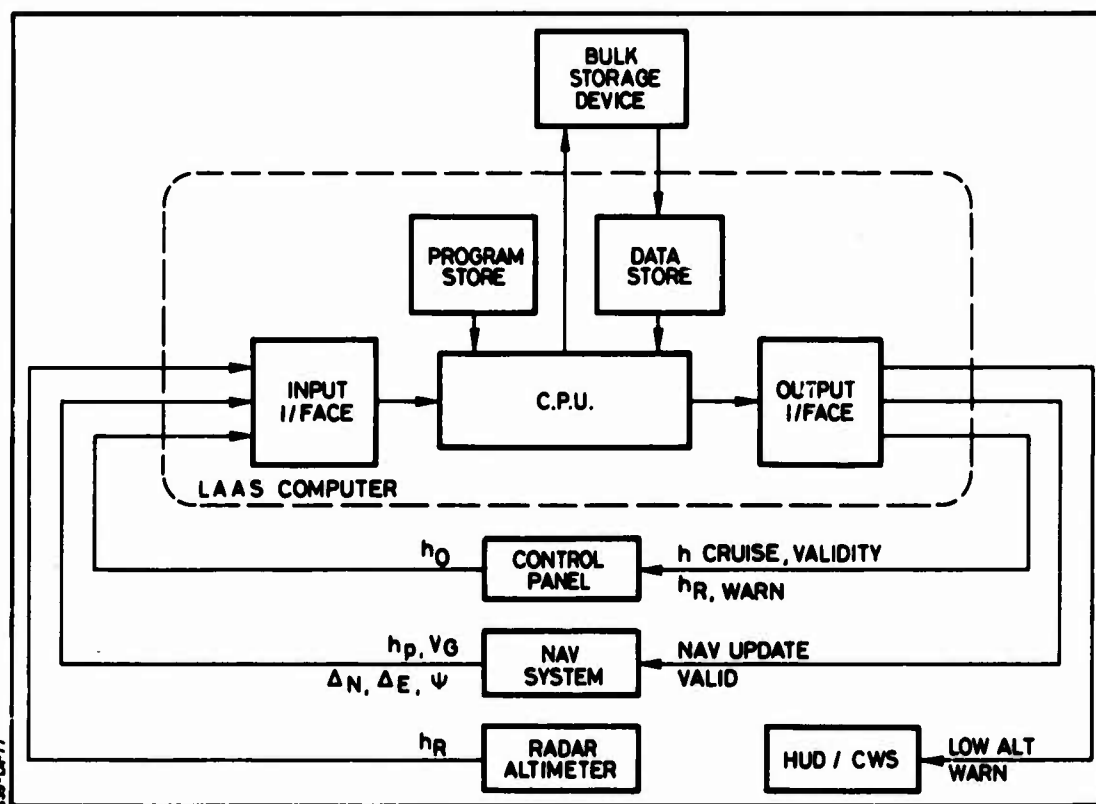 BULK
STORAGE
DEVICE
PROGRAM
STORE
DATA
STORE
INPUT
I/FACE
C.P.U.
OUTPUT
I/FACE
LAAS COMPUTER
hO
CONTROL
PANEL
h CRUISE, VALIDITY
hR, WARN
hp, VG
ΔN, ΔE, Ψ
NAV
SYSTEM
NAV UPDATE
VALID
hR
RADAR
ALTIMETER
HUD / CWS
LOW ALT
WARN